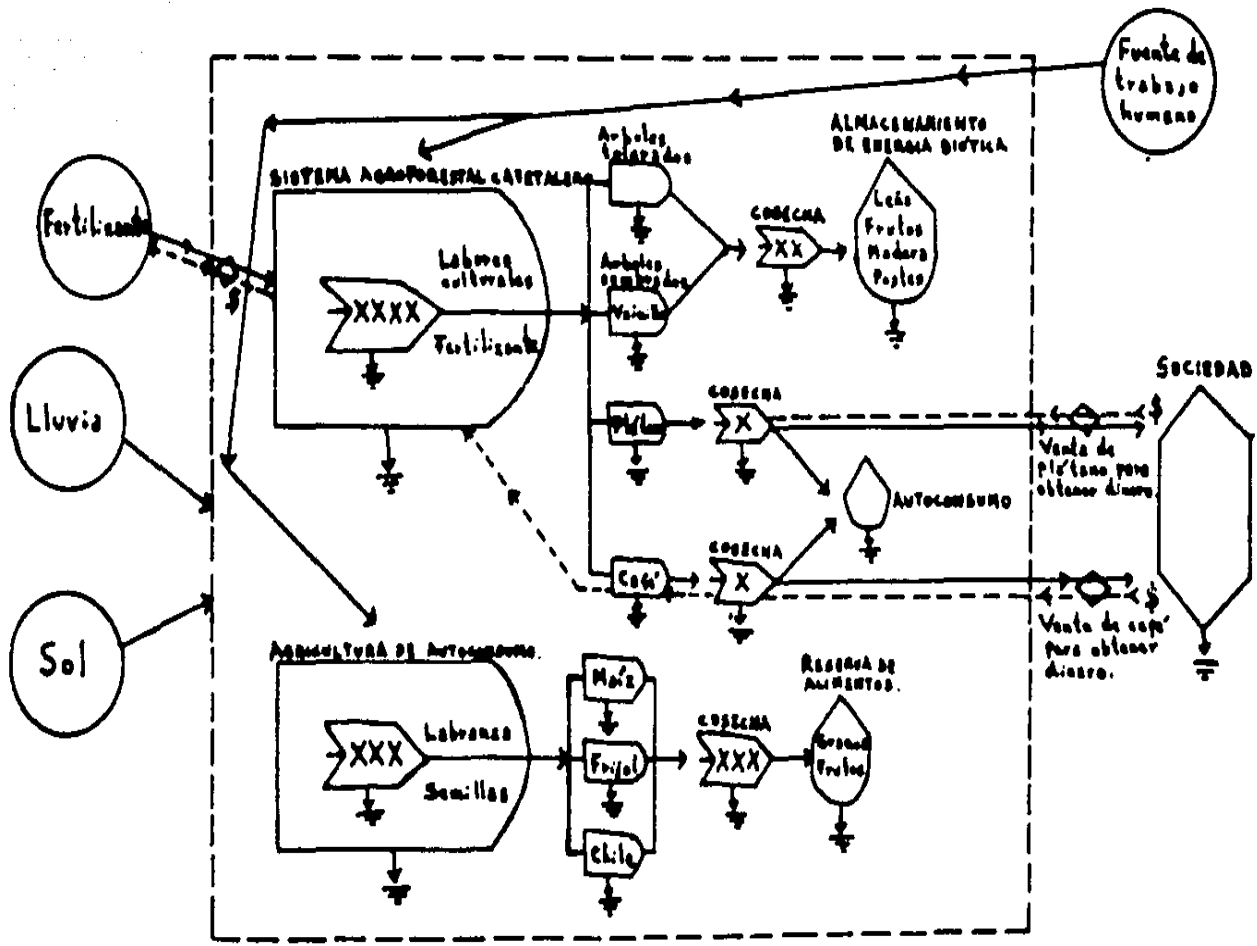 Fuente de
trabajo
humano
ALMACENAMIENTO
DE ENERGIA BIOTICA
Arboles
tolerados
SISTEMA AGROFORESTAL CAFETALERO
Fertilizante
COSECHA
XX
Leña
Frutos
Madera
Postes
Labores
culturales
XXXX
Fertilizante
$
Arboles
sembrados
Vainillo
Lluvia
SOCIEDAD
COSECHA
Plátano
X
$
Venta de
plátano para
obtener dinero.
AUTOCONSUMO
COSECHA
Café
X
$
Venta de café
para obtener
dinero.
Sol
AGRICULTURA DE AUTOCONSUMO.
Maíz
RESERVA DE
ALIMENTOS.
Labranza
XXX
Semillas
Frijol
COSECHA
XXX
Granos
Frutos
Chile